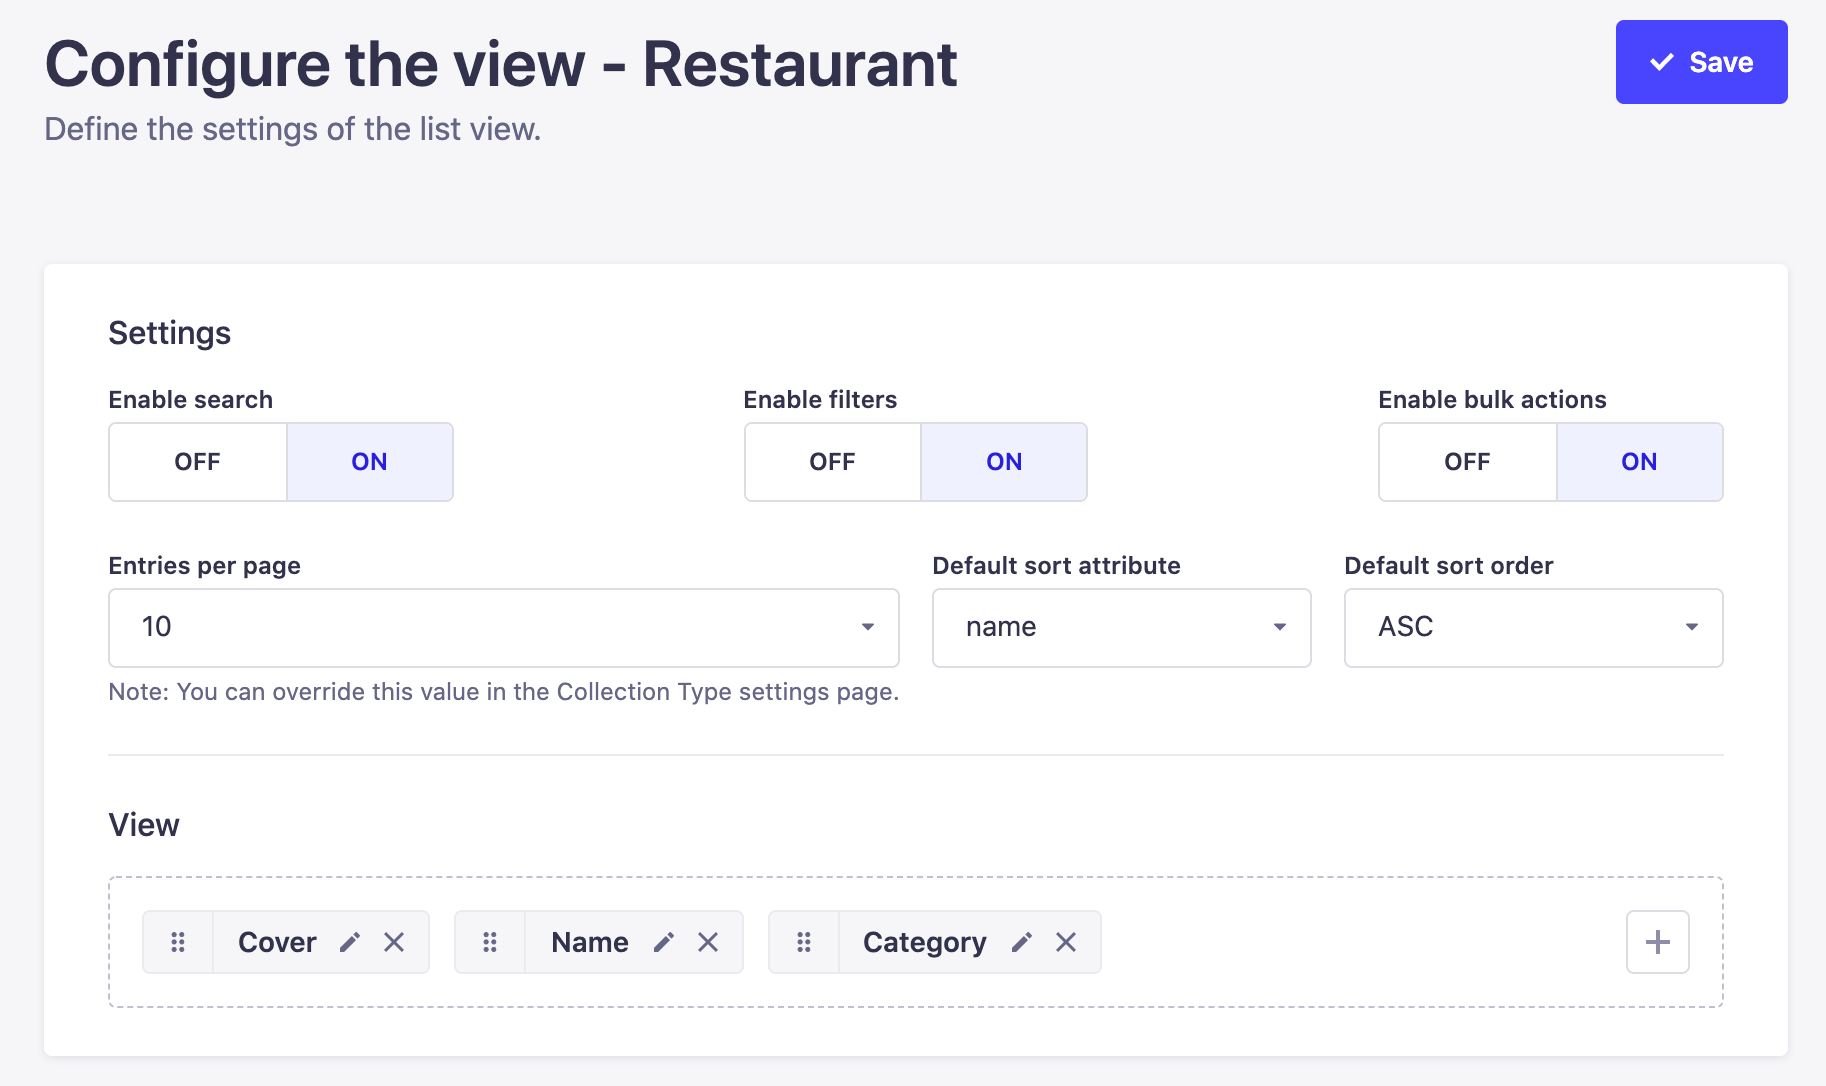 Configure the view - Restaurant
Save
Define the settings of the list view.
Settings
Enable search
Enable filters
Enable bulk actions
OFF ON
OFF ON
OFF ON
Entries per page
Default sort attribute
Default sort order
10
name
ASC
Note: You can override this value in the Collection Type settings page.
View
Cover
Name
Category